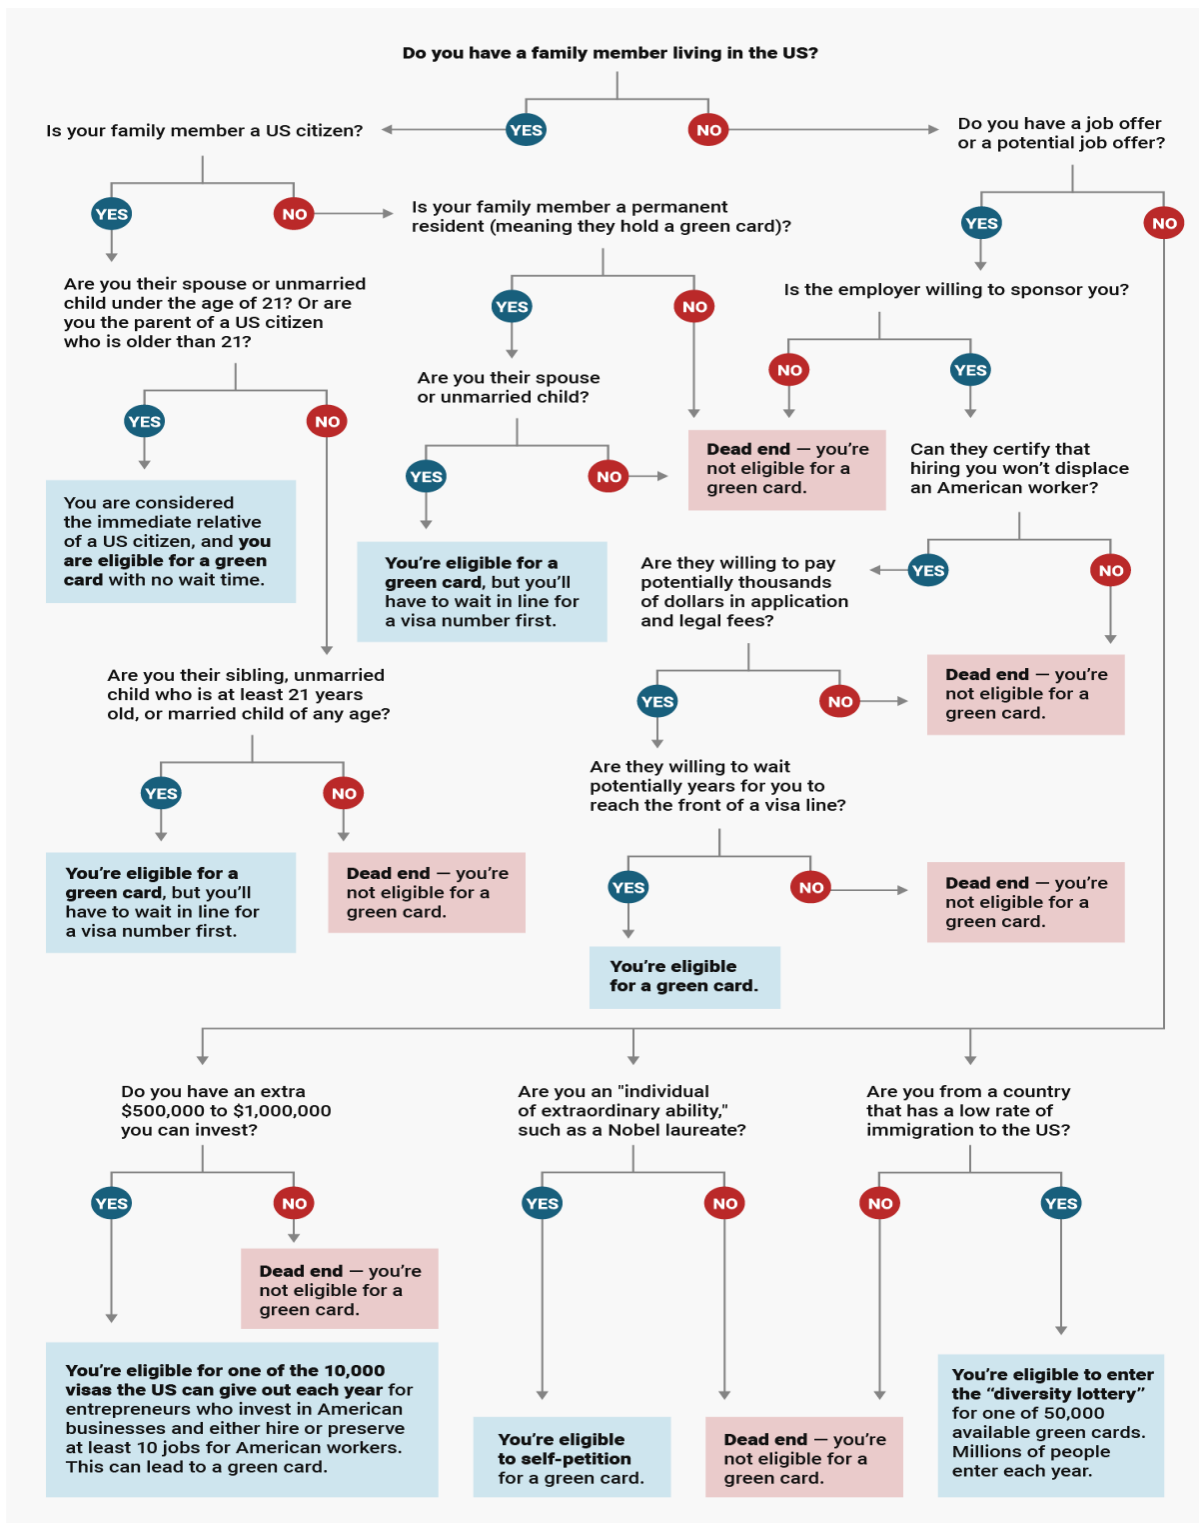 Do you have a family member living in the US?
YES
NO
Is your family member a US citizen?
Do you have a job offer
or a potential job offer?
YES
NO
Is your family member a permanent
resident (meaning they hold a green card)?
YES
NO
Are you their spouse or unmarried
child under the age of 21? Or are
you the parent of a US citizen
who is older than 21?
YES
NO
Is the employer willing to sponsor you?
Are you their spouse
or unmarried child?
NO
YES
YES
NO
YES
NO
Dead end — you're
not eligible for a
green card.
Can they certify that
hiring you won't displace
an American worker?
You are considered
the immediate relative
of a US citizen, and you
are eligible for a green
card with no wait time.
You're eligible for a
green card, but you'll
have to wait in line for
a visa number first.
Are they willing to pay
potentially thousands
of dollars in application
and legal fees?
YES
NO
Are you their sibling, unmarried
child who is at least 21 years
old, or married child of any age?
YES
NO
Dead end — you're
not eligible for a
green card.
Are they willing to wait
potentially years for you to
reach the front of a visa line?
YES
NO
You're eligible for a
green card, but you'll
have to wait in line for
a visa number first.
Dead end — you're
not eligible for a
green card.
YES
NO
Dead end — you're
not eligible for a
green card.
You're eligible
for a green card.
Do you have an extra
$500,000 to $1,000,000
you can invest?
Are you an "individual
of extraordinary ability,"
such as a Nobel laureate?
Are you from a country
that has a low rate of
immigration to the US?
YES
NO
YES
NO
NO
YES
Dead end — you're
not eligible for a
green card.
You're eligible for one of the 10,000
visas the US can give out each year for
entrepreneurs who invest in American
businesses and either hire or preserve
at least 10 jobs for American workers.
This can lead to a green card.
You're eligible
to self-petition
for a green card.
Dead end — you're
not eligible for a
green card.
You're eligible to enter
the “diversity lottery”
for one of 50,000
available green cards.
Millions of people
enter each year.